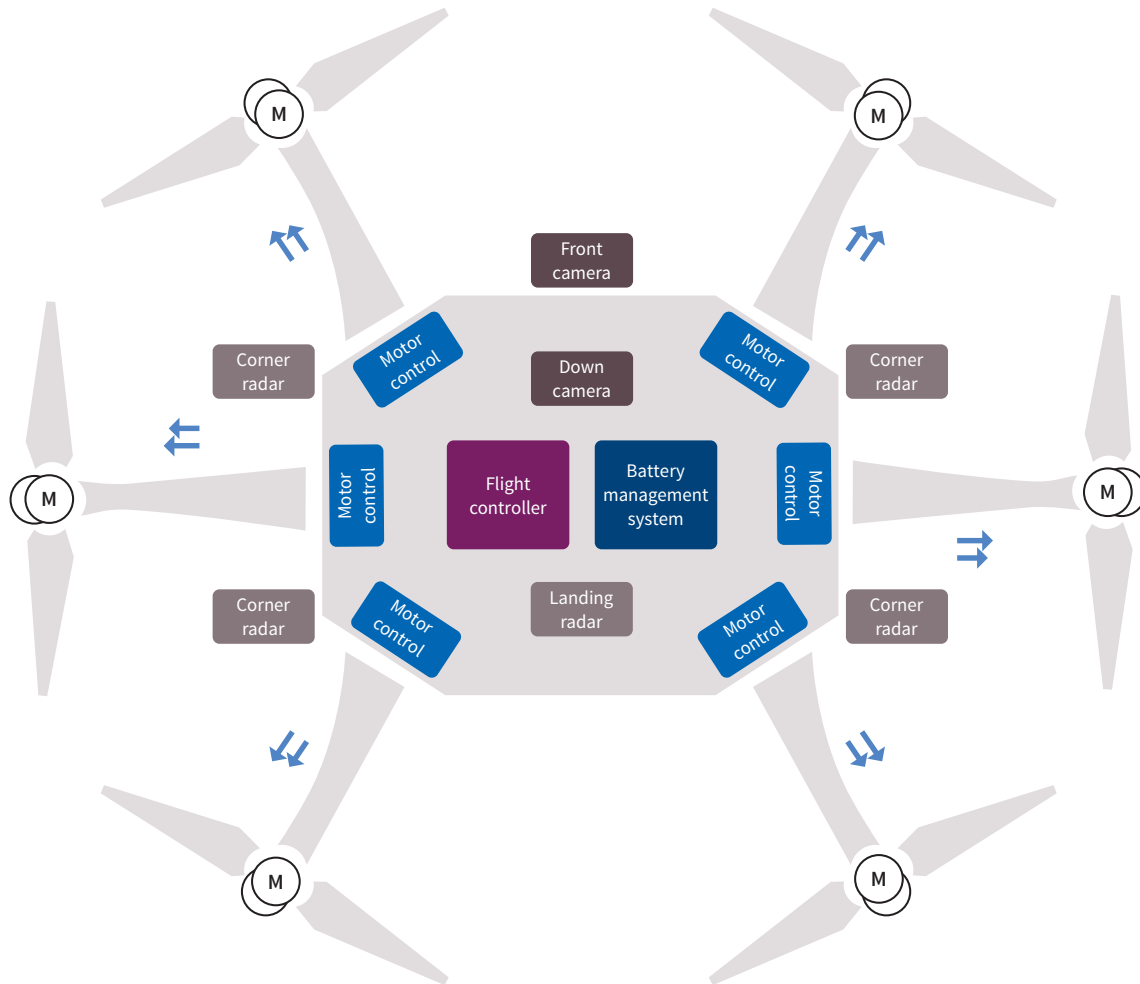 M
M
Front
camera
Motor
control
Motor
control
Corner
radar
Down
camera
Corner
radar
M
Motor
control
Flight
controller
Battery
management
system
Motor
control
M
Corner
radar
Motor
control
Landing
radar
Motor
control
Corner
radar
M
M